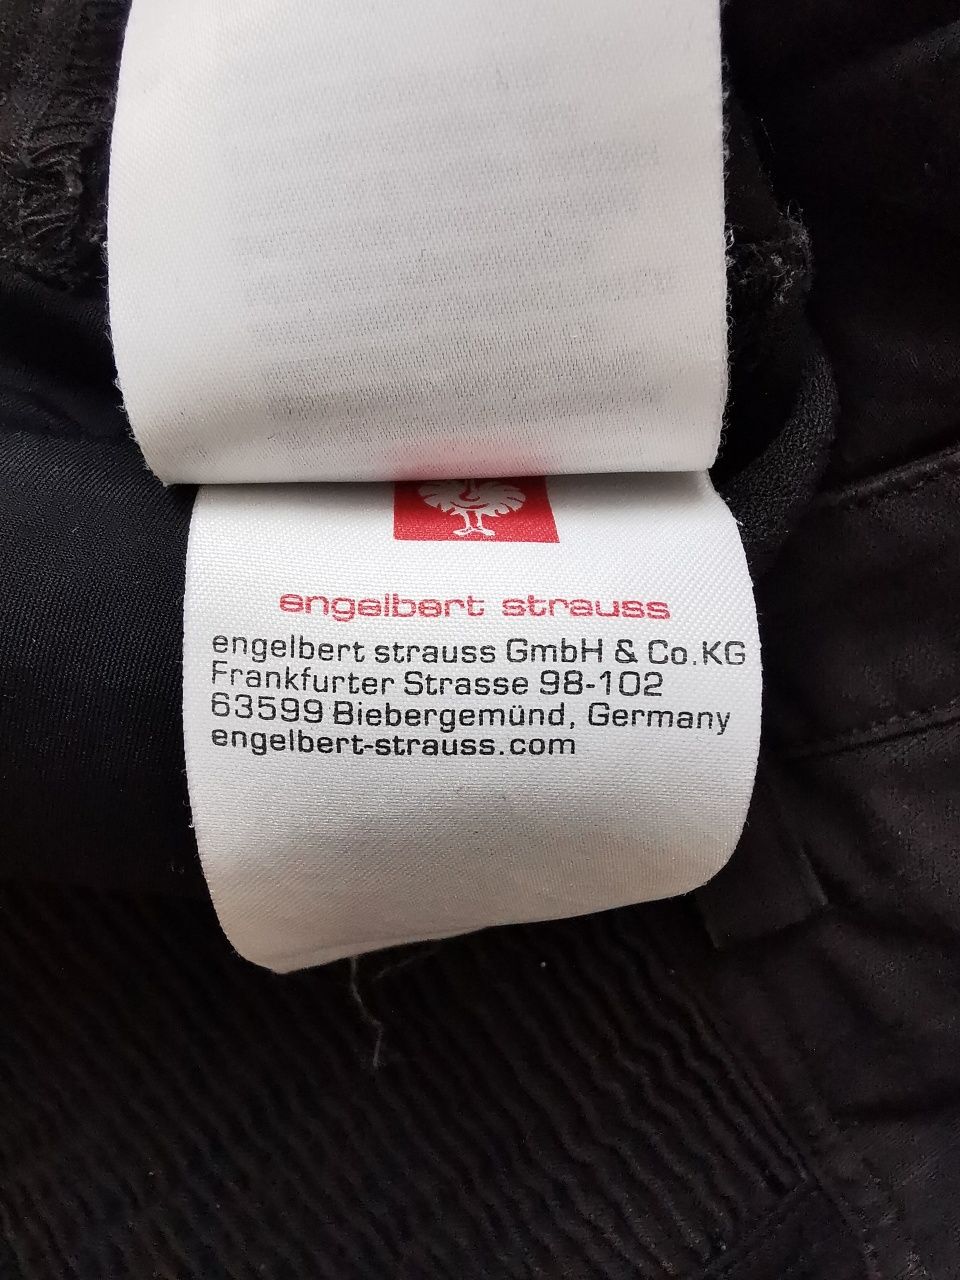 engelbert strauss
engelbert strauss GmbH & Co.KG
Frankfurter Strasse 98-102
63599 Biebergemünd, Germany
engelbert-strauss.com